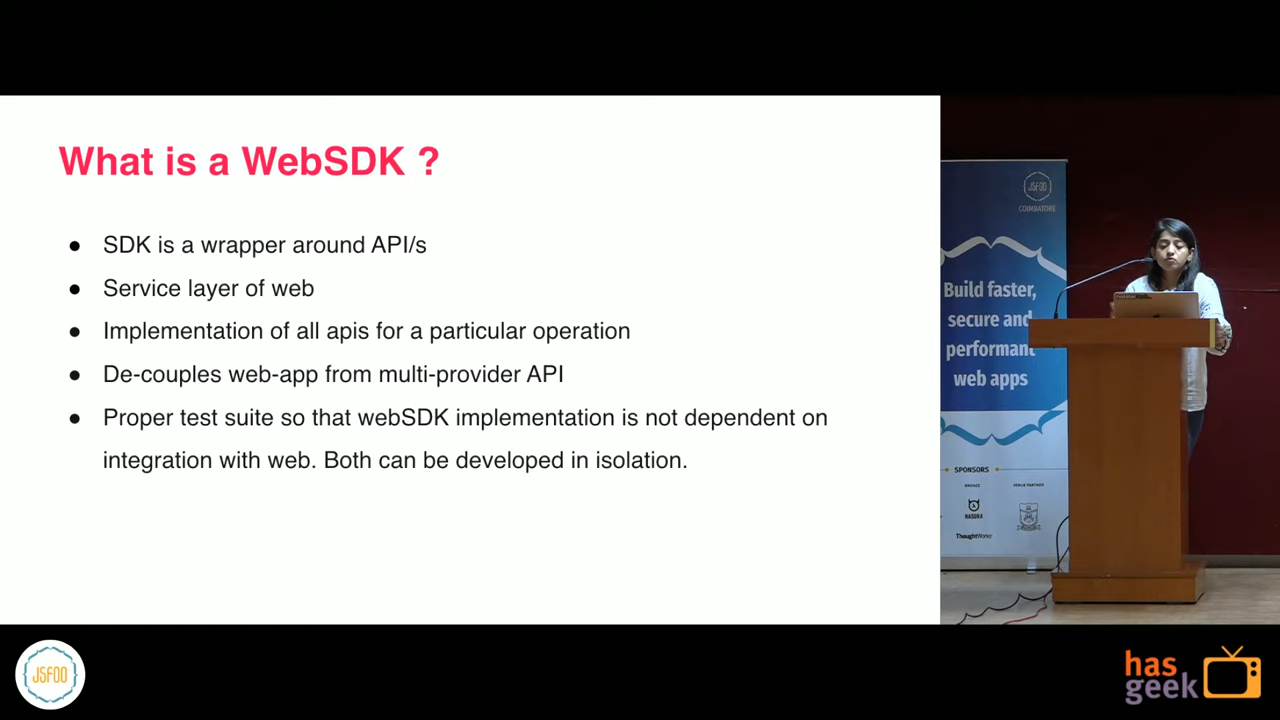 What is a WebSDK ?
● SDK is a wrapper around API/s
● Service layer of web
● Implementation of all apis for a particular operation
● De-couples web-app from multi-provider API
● Proper test suite so that webSDK implementation is not dependent on
integration with web. Both can be developed in isolation.
JSFOO
COIMBATORE
Build faster,
secure and
performant
web apps
SPONSORS
BRONZE
VENUE PARTNER
HASURA
ThoughtWorks
JSFOO
has
geek